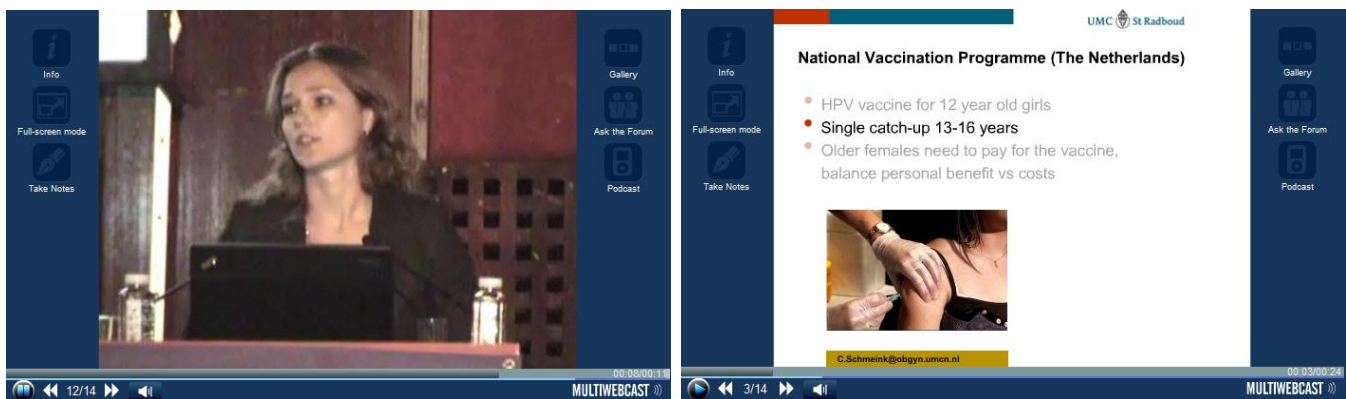 Info
Full-screen mode
Take Notes
Gallery
Ask the Forum
Podcast
00:08/00:11
12/14
MULTIWEBCAST
Info
Full-screen mode
Take Notes
UMC St Radboud
National Vaccination Programme (The Netherlands)
HPV vaccine for 12 year old girls
Single catch-up 13-16 years
Older females need to pay for the vaccine,
balance personal benefit vs costs
C.Schmeink@obgyn.umcn.nl
Gallery
Ask the Forum
Podcast
00:03/00:24
3/14
MULTIWEBCAST